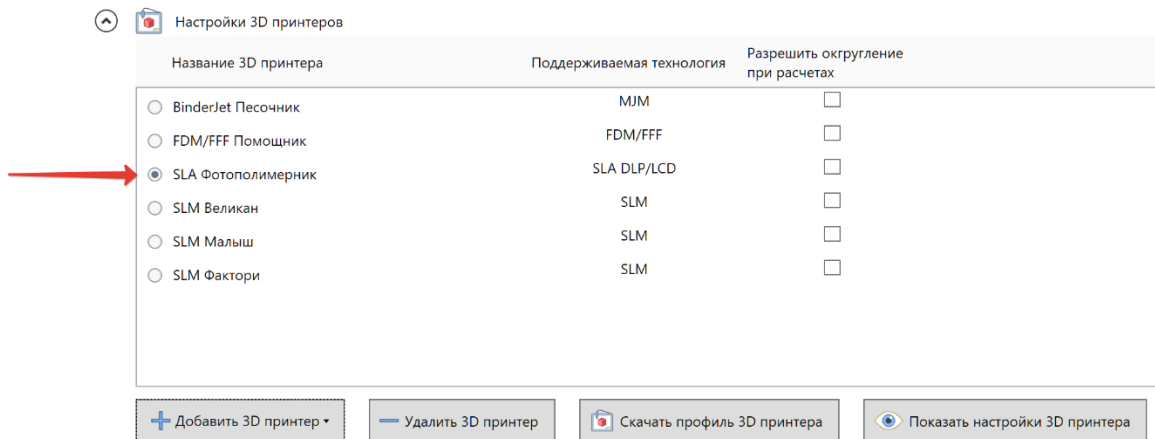 Настройки 3D принтеров
Название 3D принтера Поддерживаемая технология Разрешить окгругление
при расчетах
BinderJet Песочник MJM
FDM/FFF Помощник FDM/FFF
SLA Фотополимерник SLA DLP/LCD
SLM Великан SLM
SLM Малыш SLM
SLM Фактори SLM
Добавить 3D принтер Удалить 3D принтер Скачать профиль 3D принтера Показать настройки 3D принтера